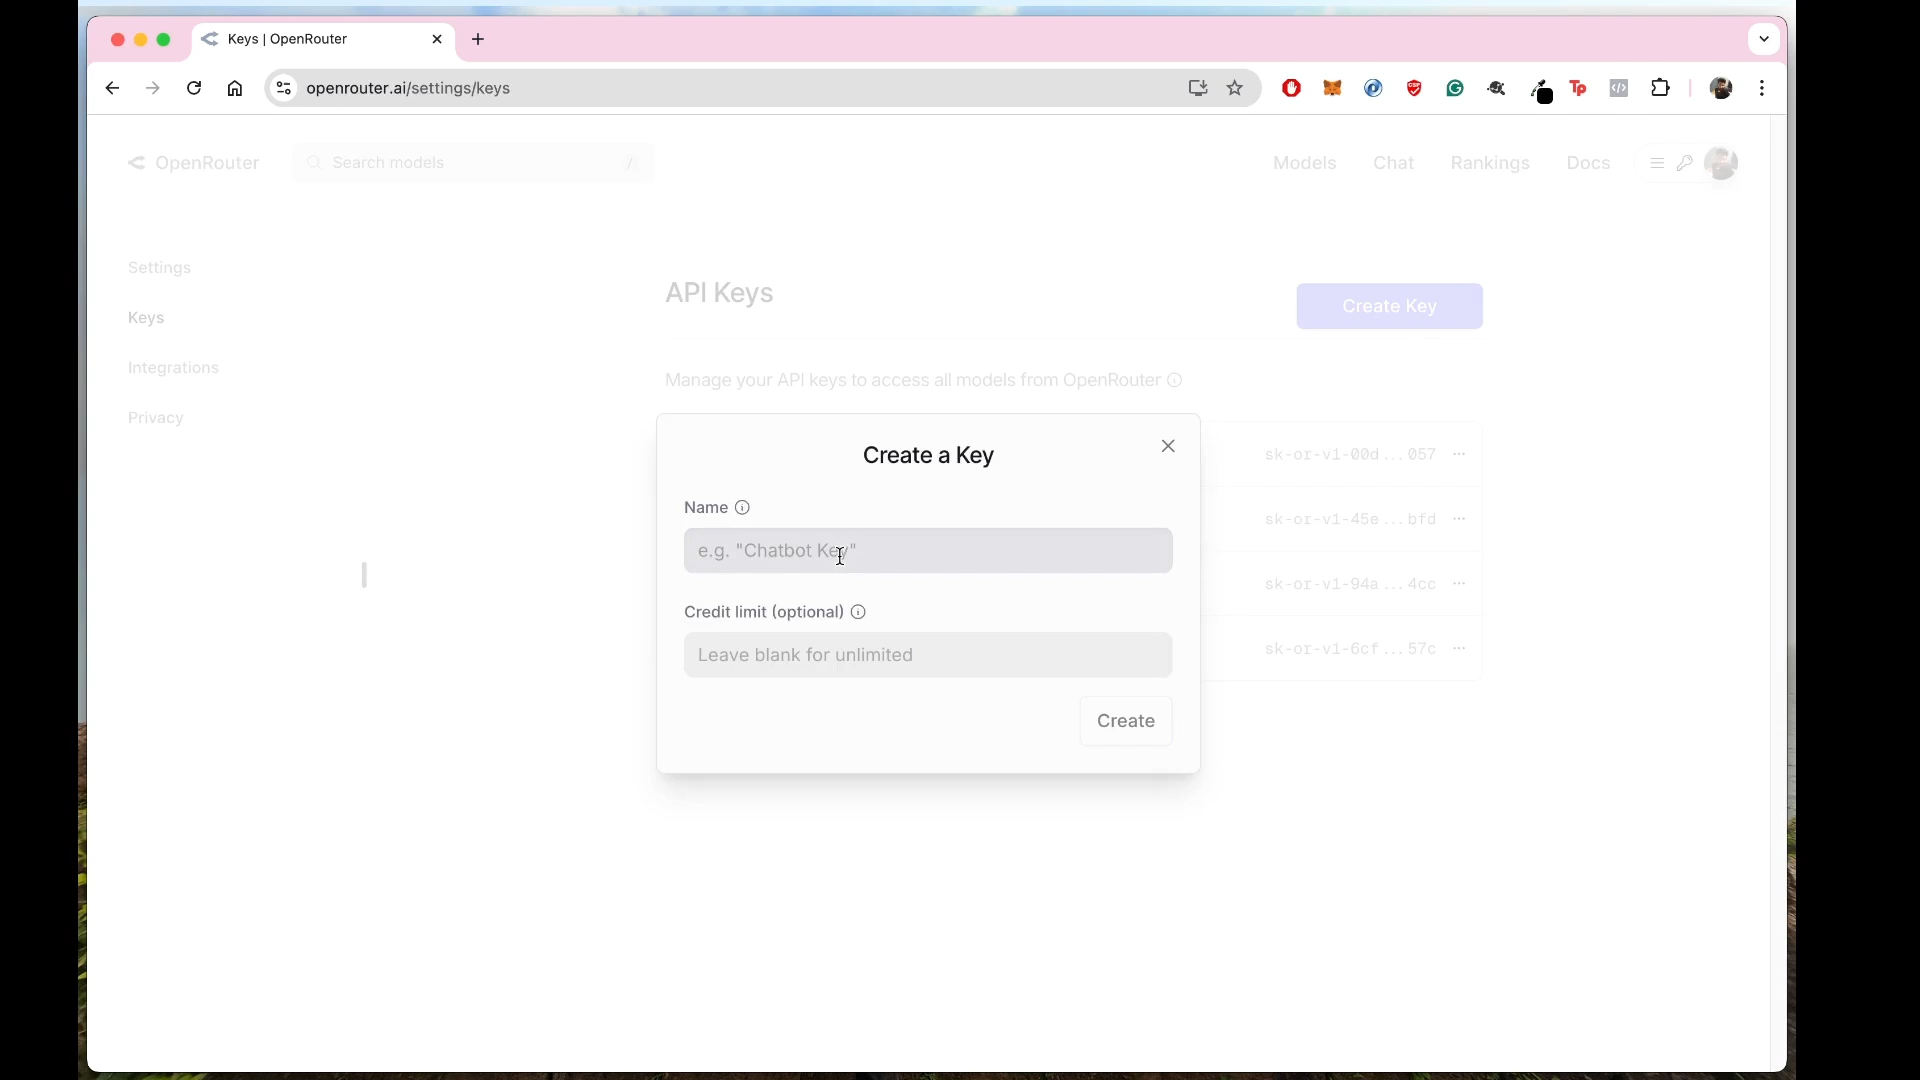 Keys | OpenRouter
openrouter.ai/settings/keys
OpenRouter
Search models
/
Models
Chat
Rankings
Docs
Settings
Keys
Integrations
Privacy
API Keys
Create Key
Manage your API keys to access all models from OpenRouter
sk-or-v1-00d...057
sk-or-v1-45e...bfd
sk-or-v1-94a...4cc
sk-or-v1-6cf...57c
Create a Key
Name
e.g. "Chatbot Key"
Credit limit (optional)
Leave blank for unlimited
Create